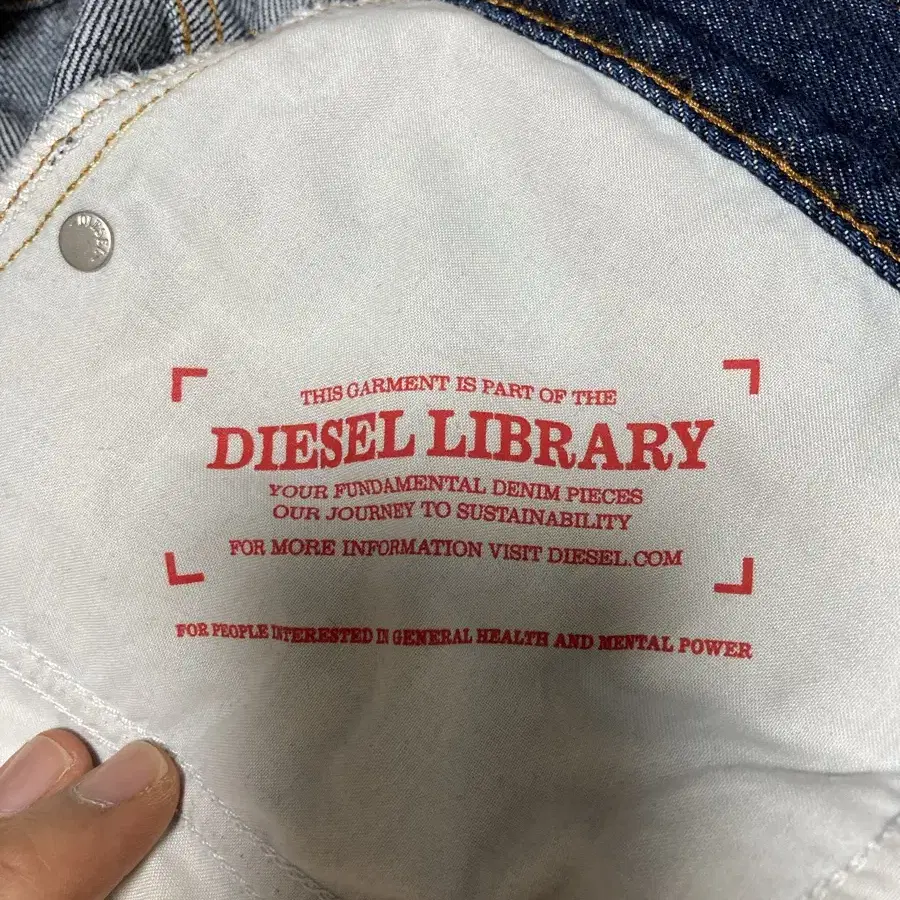 DIESEL
THIS GARMENT IS PART OF THE
DIESEL LIBRARY
YOUR FUNDAMENTAL DENIM PIECES
OUR JOURNEY TO SUSTAINABILITY
FOR MORE INFORMATION VISIT DIESEL.COM
FOR PEOPLE INTERESTED IN GENERAL HEALTH AND MENTAL POWER